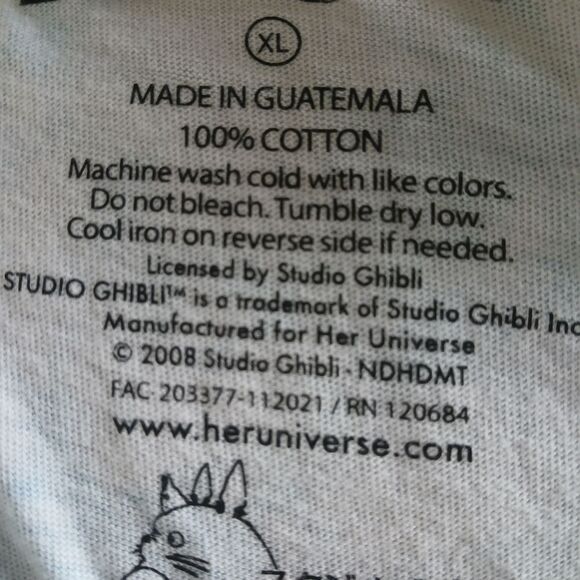 XL
MADE IN GUATEMALA
100% COTTON
Machine wash cold with like colors.
Do not bleach. Tumble dry low.
Cool iron on reverse side if needed.
Licensed by Studio Ghibli
STUDIO GHIBLI™ is a trademark of Studio Ghibli Inc
Manufactured for Her Universe
© 2008 Studio Ghibli - NDHDMT
FAC 203377-112021 / RN 120684
www.heruniverse.com